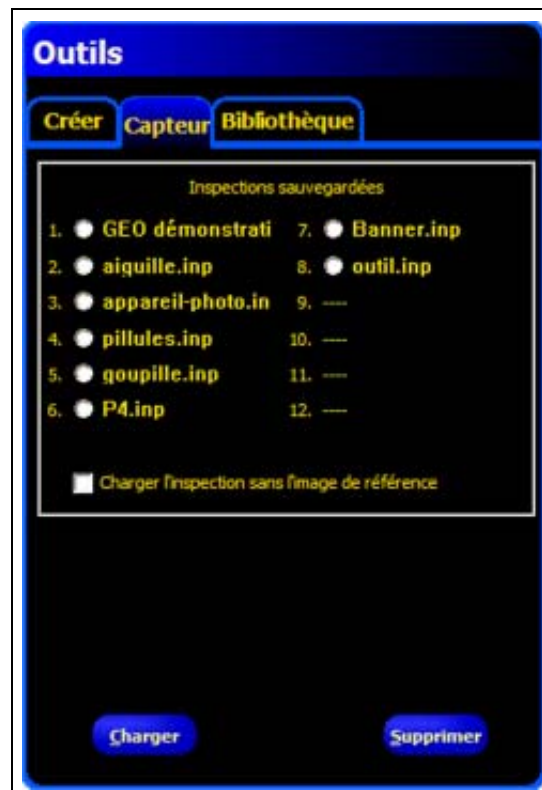 Outils
Créer Capteur Bibliothèque
Inspections sauvegardées
1. GEO démonstrati
2. aiguille.inp
3. appareil-photo.in
4. pillules.inp
5. goupille.inp
6. P4.inp
7. Banner.inp
8. outil.inp
9. ----
10. ----
11. ----
12. ----
Charger l'inspection sans l'image de référence
Charger
Supprimer